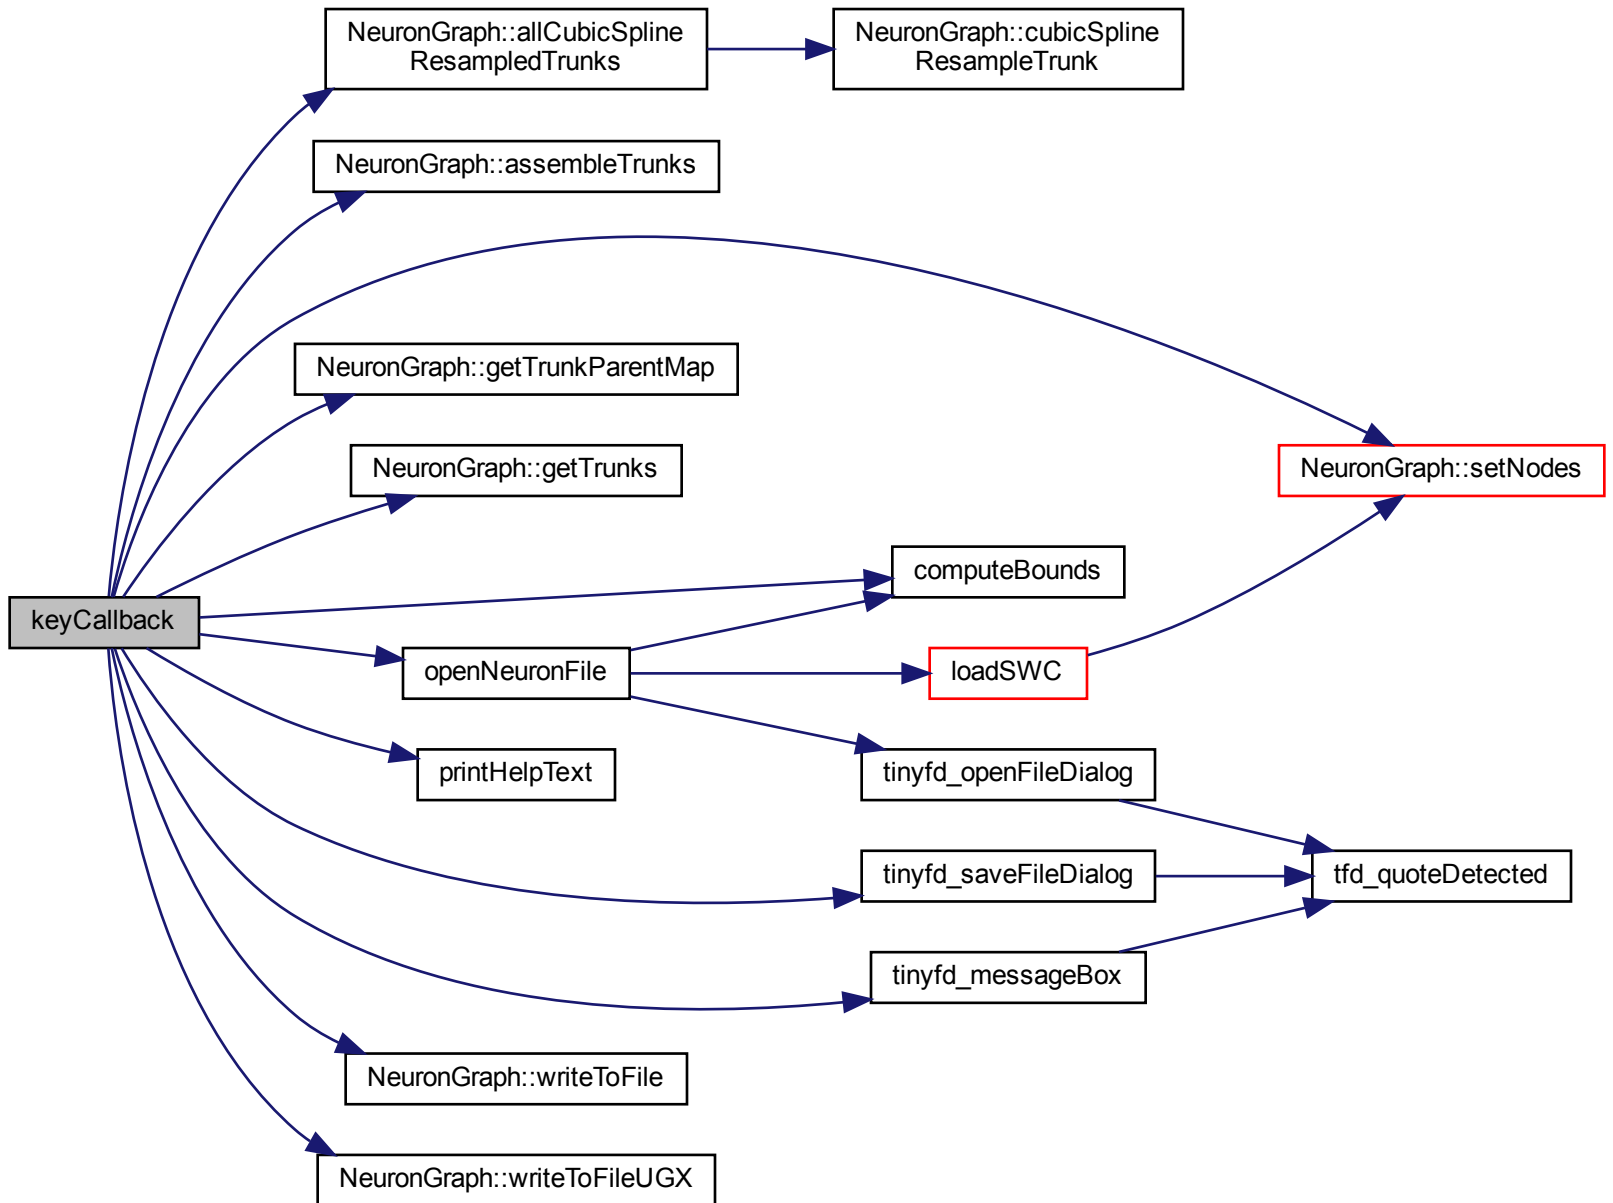 NeuronGraph::allCubicSpline
ResampledTrunks
NeuronGraph::cubicSpline
ResampleTrunk
NeuronGraph::assembleTrunks
NeuronGraph::getTrunkParentMap
NeuronGraph::getTrunks
NeuronGraph::setNodes
computeBounds
keyCallback
openNeuronFile
loadSWC
printHelpText
tinyfd_openFileDialog
tinyfd_saveFileDialog
tfd_quoteDetected
tinyfd_messageBox
NeuronGraph::writeToFile
NeuronGraph::writeToFileUGX